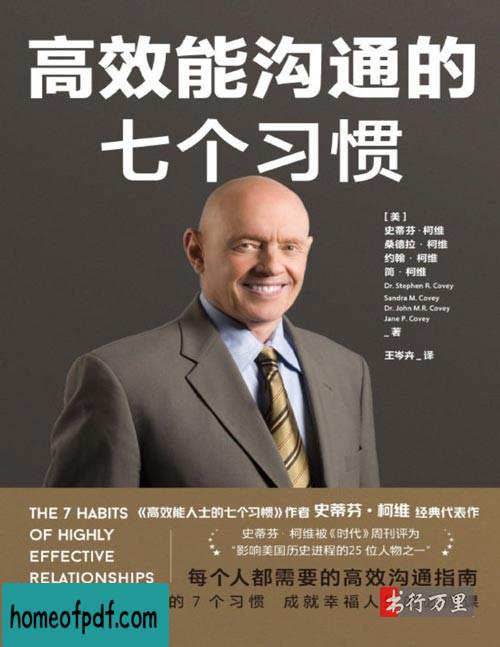 高效能沟通的
七个习惯
[美]
史蒂芬·柯维
桑德拉·柯维
约翰·柯维
简·柯维
Dr. Stephen R. Covey
Sandra M. Covey
Dr. John M.R. Covey
Jane P. Covey
_著
王岑卉_译
THE 7 HABITS
OF HIGHLY
EFFECTIVE
RELATIONSHIPS
《高效能人士的七个习惯》作者 史蒂芬·柯维 经典代表作
史蒂芬·柯维被《时代》周刊评为
“影响美国历史进程的25位人物之一”
每个人都需要的高效沟通指南
的7个习惯 成就幸福人
课
书行万里
homeofpdf.com